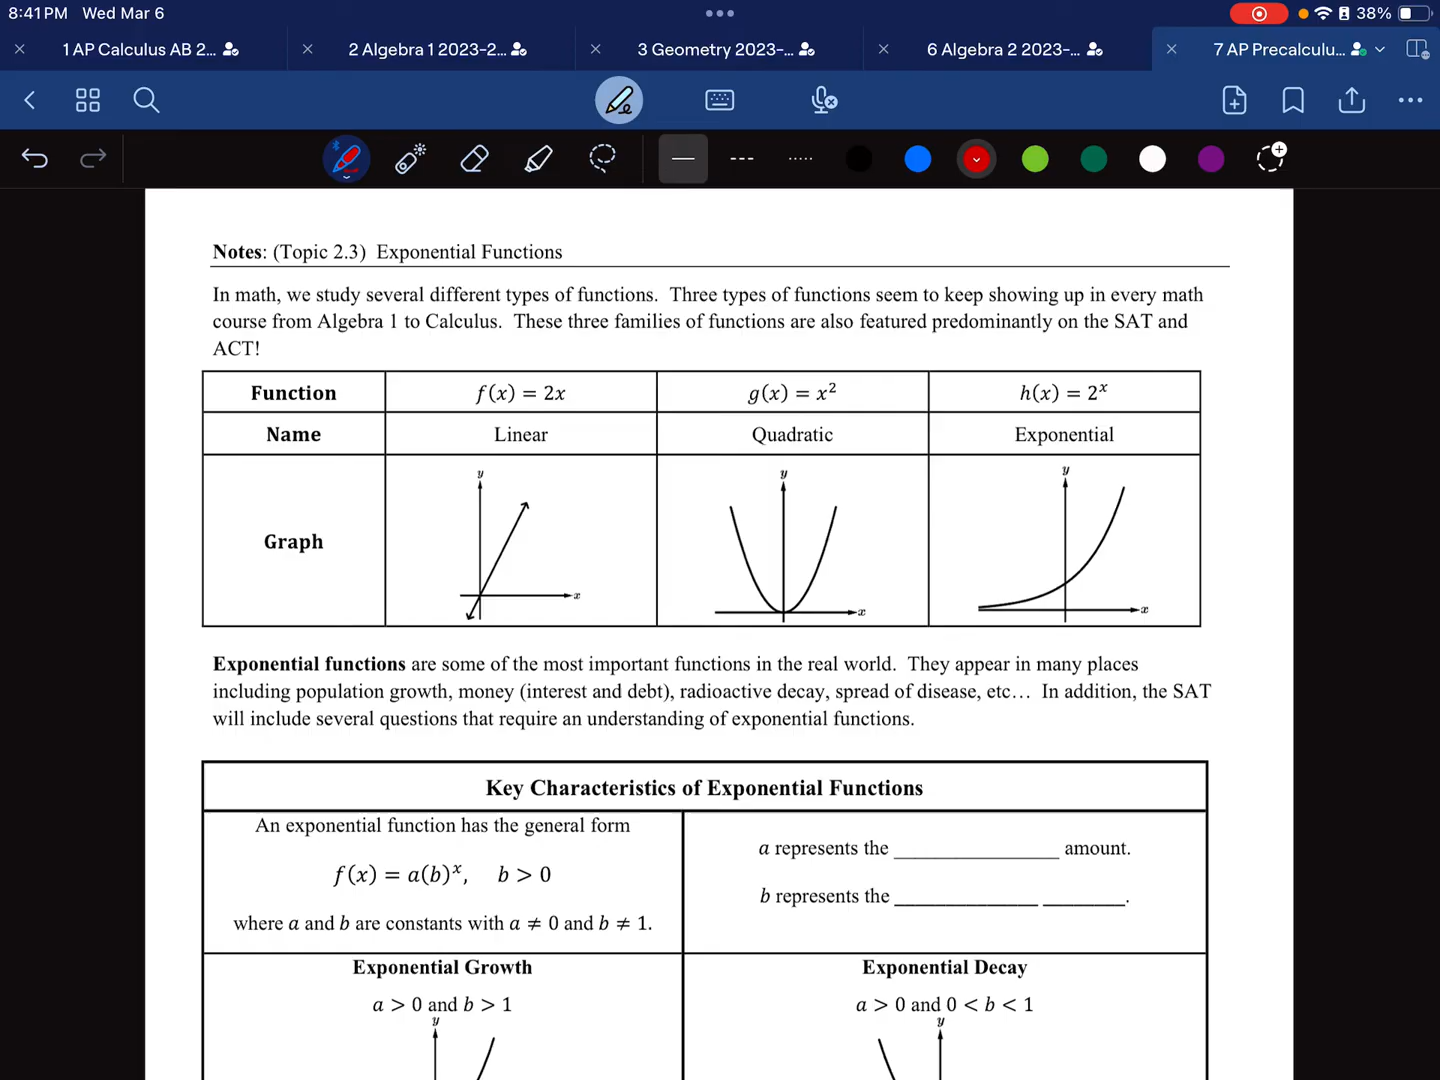 8:41 PM Wed Mar 6
38%
1 AP Calculus AB 2...
2 Algebra 1 2023-2...
3 Geometry 2023-...
6 Algebra 2 2023-...
7 AP Precalculu...
Notes: (Topic 2.3) Exponential Functions
In math, we study several different types of functions. Three types of functions seem to keep showing up in every math
course from Algebra 1 to Calculus. These three families of functions are also featured predominantly on the SAT and
ACT!
Function f(x) = 2x g(x) = x² h(x) = 2ˣ
Name Linear Quadratic Exponential
Graph
y
x
y
x
y
x
Exponential functions are some of the most important functions in the real world. They appear in many places
including population growth, money (interest and debt), radioactive decay, spread of disease, etc… In addition, the SAT
will include several questions that require an understanding of exponential functions.
Key Characteristics of Exponential Functions
An exponential function has the general form
f(x) = a(b)ˣ, b > 0
where a and b are constants with a ≠ 0 and b ≠ 1.
a represents the ________________ amount.
b represents the ______________ ________.
Exponential Growth
a > 0 and b > 1
y
Exponential Decay
a > 0 and 0 < b < 1
y